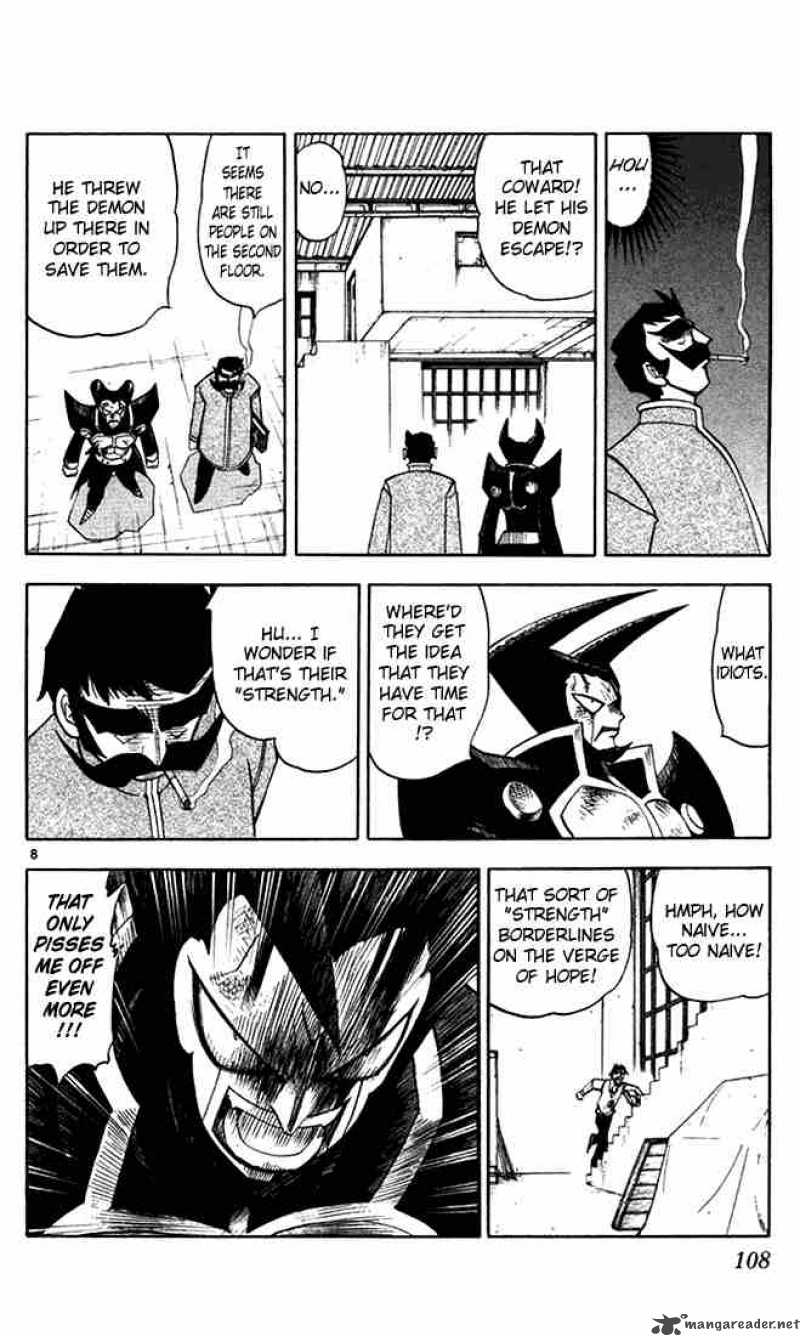 HOU
...
THAT
COWARD!
HE LET HIS
DEMON
ESCAPE!?
NO...
IT
SEEMS
THERE
ARE STILL
PEOPLE ON
THE SECOND
FLOOR.
HE THREW
THE DEMON
UP THERE IN
ORDER TO
SAVE THEM.
WHAT
IDIOTS.
WHERE'D
THEY GET
THE IDEA
THAT THEY
HAVE TIME
FOR THAT
!?
HU... I
WONDER IF
THAT'S THEIR
"STRENGTH."
8
HMPH, HOW
NAIVE...
TOO NAIVE!
THAT SORT OF
"STRENGTH"
BORDERLINES
ON THE VERGE
OF HOPE!
THAT
ONLY
PISSES
ME OFF
EVEN
MORE
!!!
108
mangareader.net